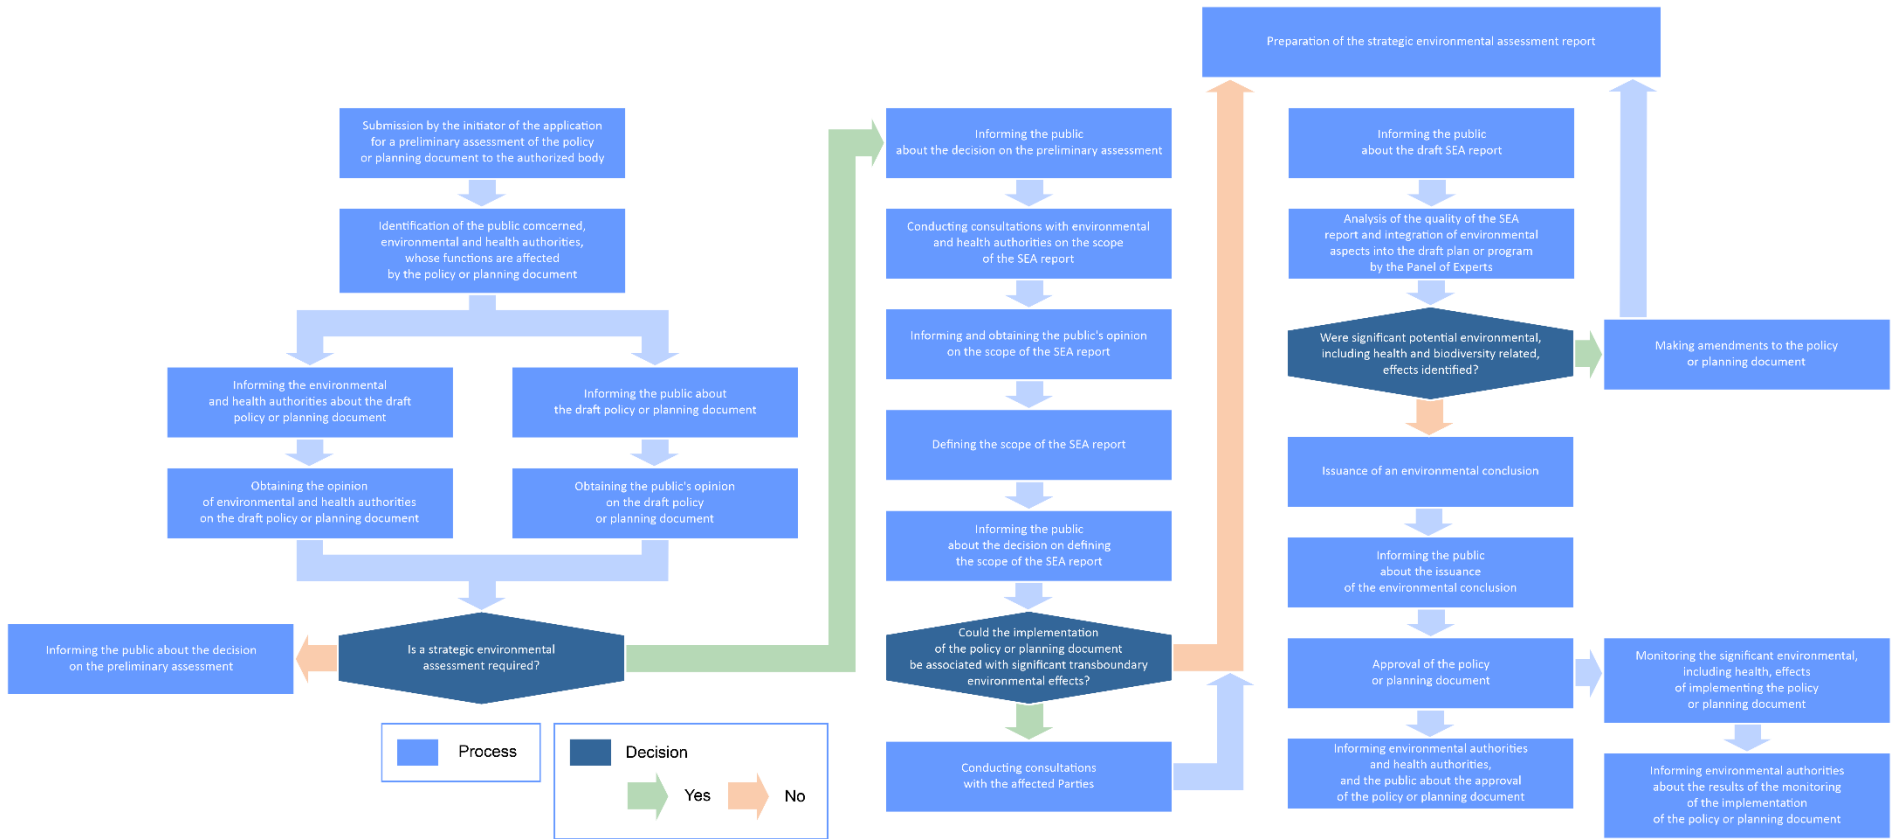 Preparation of the strategic environmental assessment report
Submission by the initiator of the application
for a preliminary assessment of the policy
or planning document to the authorized body
Identification of the public comcerned,
environmental and health authorities,
whose functions are affected
by the policy or planning document
Informing the environmental
and health authorities about the draft
policy or planning document
Informing the public about
the draft policy or planning document
Obtaining the opinion
of environmental and health authorities
on the draft policy or planning document
Obtaining the public's opinion
on the draft policy
or planning document
Is a strategic environmental
assessment required?
Informing the public about the decision
on the preliminary assessment
Process
Decision
Yes
No
Informing the public
about the decision on the preliminary assessment
Conducting consultations with environmental
and health authorities on the scope
of the SEA report
Informing and obtaining the public's opinion
on the scope of the SEA report
Defining the scope of the SEA report
Informing the public
about the decision on defining
the scope of the SEA report
Could the implementation
of the policy or planning document
be associated with significant transboundary
environmental effects?
Conducting consultations
with the affected Parties
Informing the public
about the draft SEA report
Analysis of the quality of the SEA
report and integration of environmental
aspects into the draft plan or program
by the Panel of Experts
Were significant potential environmental,
including health and biodiversity related,
effects identified?
Making amendments to the policy
or planning document
Issuance of an environmental conclusion
Informing the public
about the issuance
of the environmental conclusion
Approval of the policy
or planning document
Monitoring the significant environmental,
including health, effects
of implementing the policy
or planning document
Informing environmental authorities
and health authorities,
and the public about the approval
of the policy or planning document
Informing environmental authorities
about the results of the monitoring
of the implementation
of the policy or planning document